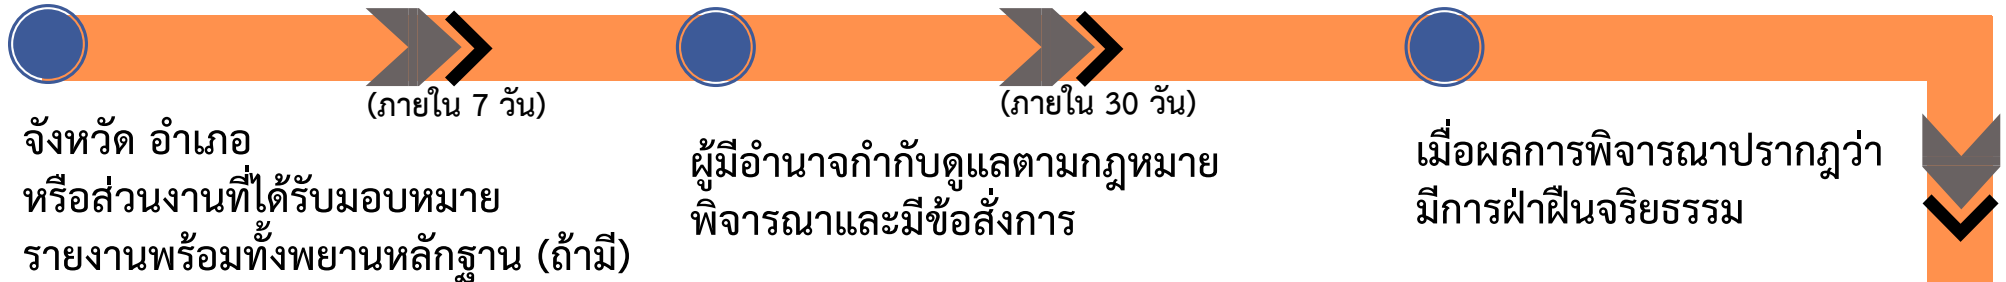 (ภายใน 7 วัน)
จังหวัด อำเภอ
หรือส่วนงานที่ได้รับมอบหมาย
รายงานพร้อมทั้งพยานหลักฐาน (ถ้ามี)
(ภายใน 30 วัน)
ผู้มีอำนาจกำกับดูแลตามกฎหมาย
พิจารณาและมีข้อสั่งการ
เมื่อผลการพิจารณาปรากฏว่า
มีการฝ่าฝืนจริยธรรม